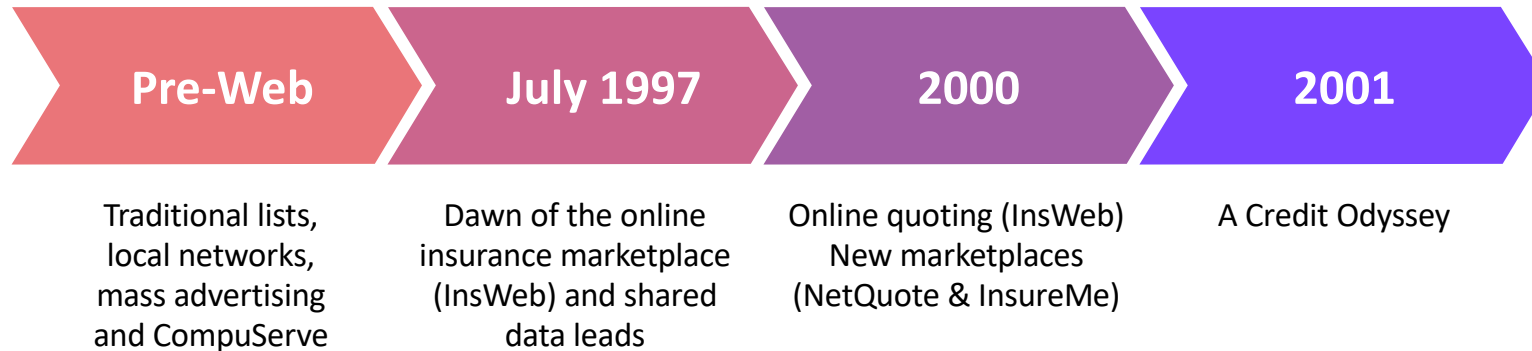 Pre-Web
July 1997
2000
2001
Traditional lists,
local networks,
mass advertising
and CompuServe
Dawn of the online
insurance marketplace
(InsWeb) and shared
data leads
Online quoting (InsWeb)
New marketplaces
(NetQuote & InsureMe)
A Credit Odyssey